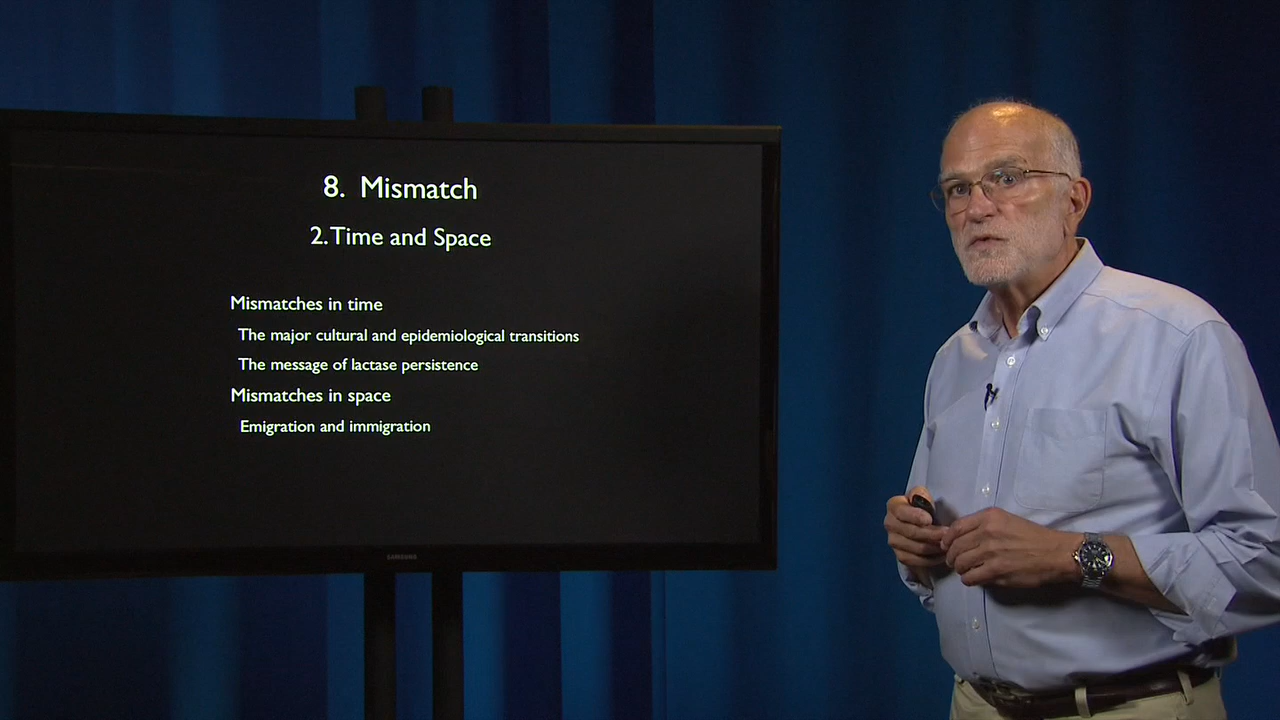 8. Mismatch
2. Time and Space
Mismatches in time
The major cultural and epidemiological transitions
The message of lactase persistence
Mismatches in space
Emigration and immigration
SAMSUNG